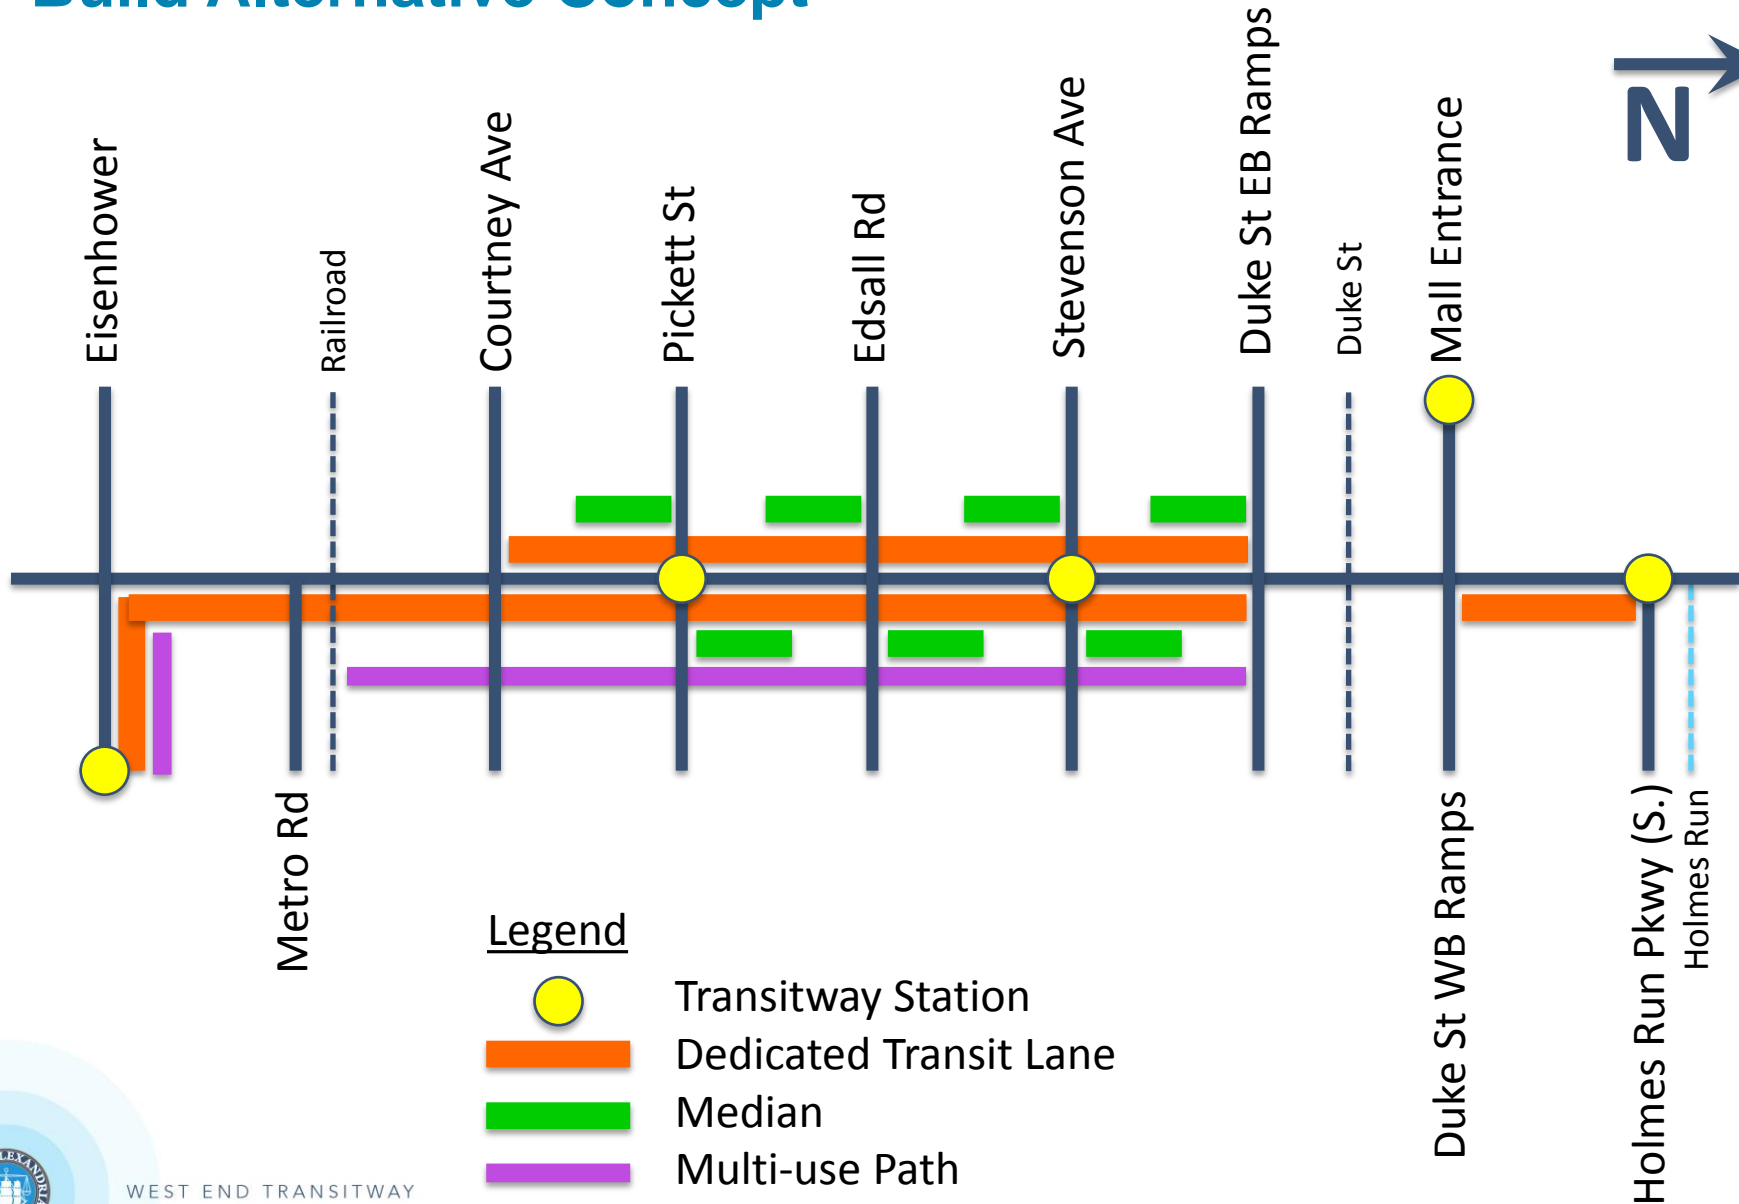 Build Alternative Concept
N
Eisenhower
Railroad
Courtney Ave
Pickett St
Edsall Rd
Stevenson Ave
Duke St EB Ramps
Duke St
Mall Entrance
Metro Rd
Duke St WB Ramps
Holmes Run Pkwy (S.)
Holmes Run
Legend
Transitway Station
Dedicated Transit Lane
Median
Multi-use Path
WEST END TRANSITWAY